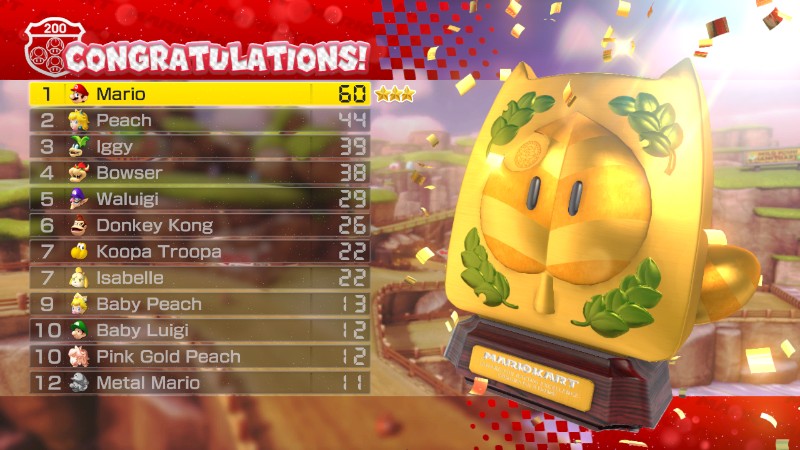 200
CONGRATULATIONS!
1 Mario 60
2 Peach 44
3 Iggy 39
4 Bowser 38
5 Waluigi 29
6 Donkey Kong 26
7 Koopa Troopa 22
7 Isabelle 22
9 Baby Peach 13
10 Baby Luigi 12
10 Pink Gold Peach 12
12 Metal Mario 11
MARIOKART